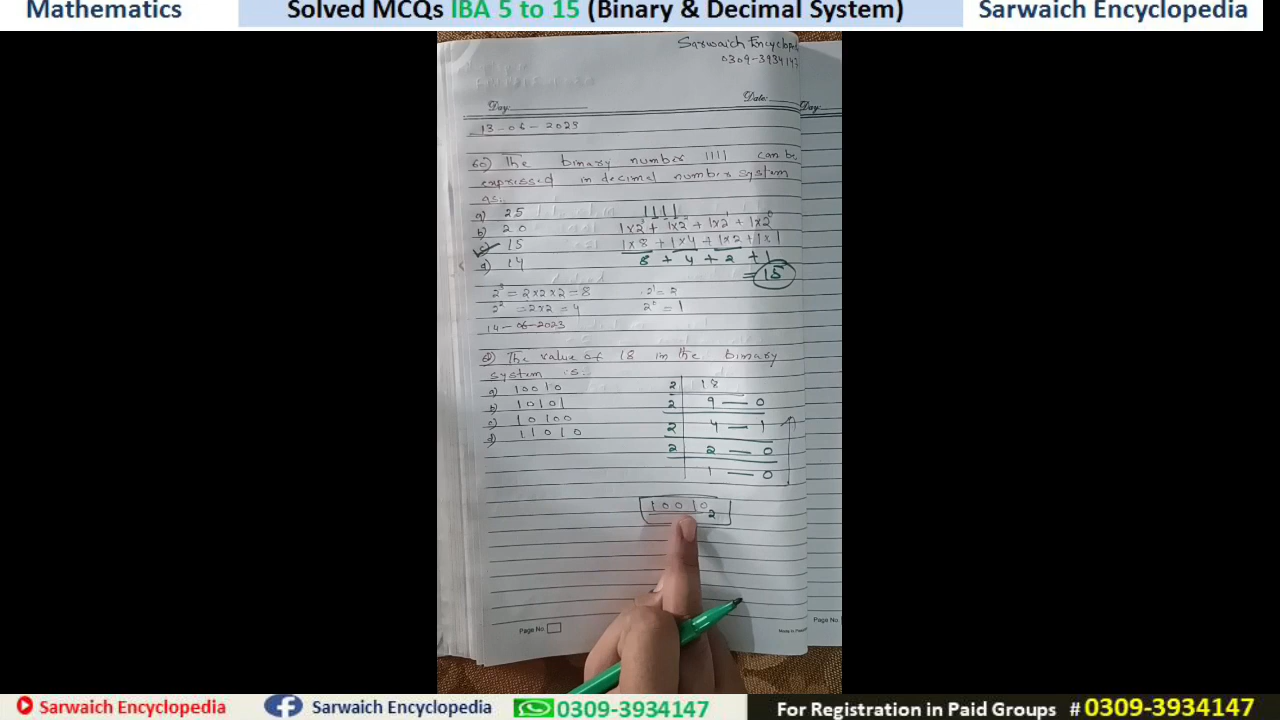 Mathematics
Solved MCQs IBA 5 to 15 (Binary & Decimal System)
Sarwaich Encyclopedia
Sarwaich Encyclopedi
0309-3934147
Day:
Date:
Day:
13-06-2023
60) The binary number 1111 can be
expressed in decimal number system
as:
a) 25
1111
b) 20
1×2³ + 1×2² + 1×2¹ + 1×2⁰
c) 15
1×8 + 1×4 + 1×2 + 1×1
d) 14
8 + 4 + 2 + 1
= 15
2³ = 2×2×2 = 8
2¹ = 2
2² = 2×2 = 4
2⁰ = 1
14-06-2023
61) The value of 18 in the binary
system is:
a) 10010
2 18
b) 10101
2 9 — 0
c) 10100
2 4 — 1
d) 11010
2 2 — 0
1 — 0
10010₂
Page No
Page No
Sarwaich Encyclopedia
Sarwaich Encyclopedia
0309-3934147
For Registration in Paid Groups # 0309-3934147